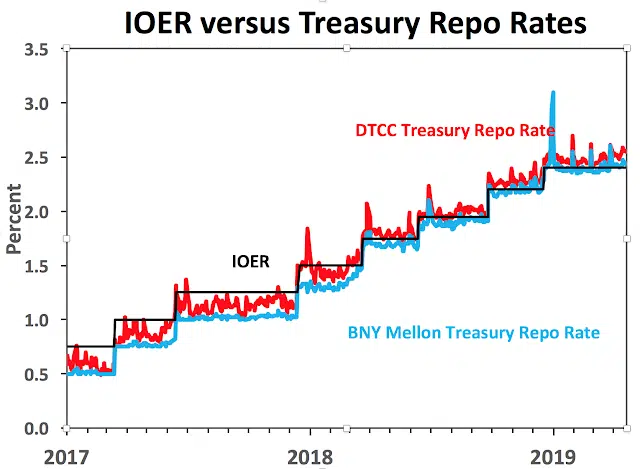 IOER versus Treasury Repo Rates
3.5
3.0
DTCC Treasury Repo Rate
2.5
2.0
Percent
1.5
IOER
1.0
BNY Mellon Treasury Repo Rate
0.5
0.0
2017
2018
2019